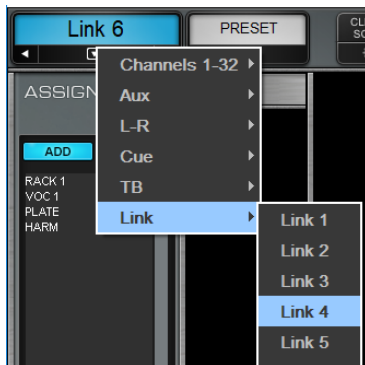 Link 6
PRESET
Channels 1-32
ASSIGN
Aux
L-R
ADD
Cue
TB
RACK 1
VOC 1
PLATE
HARM
Link
Link 1
Link 2
Link 3
Link 4
Link 5